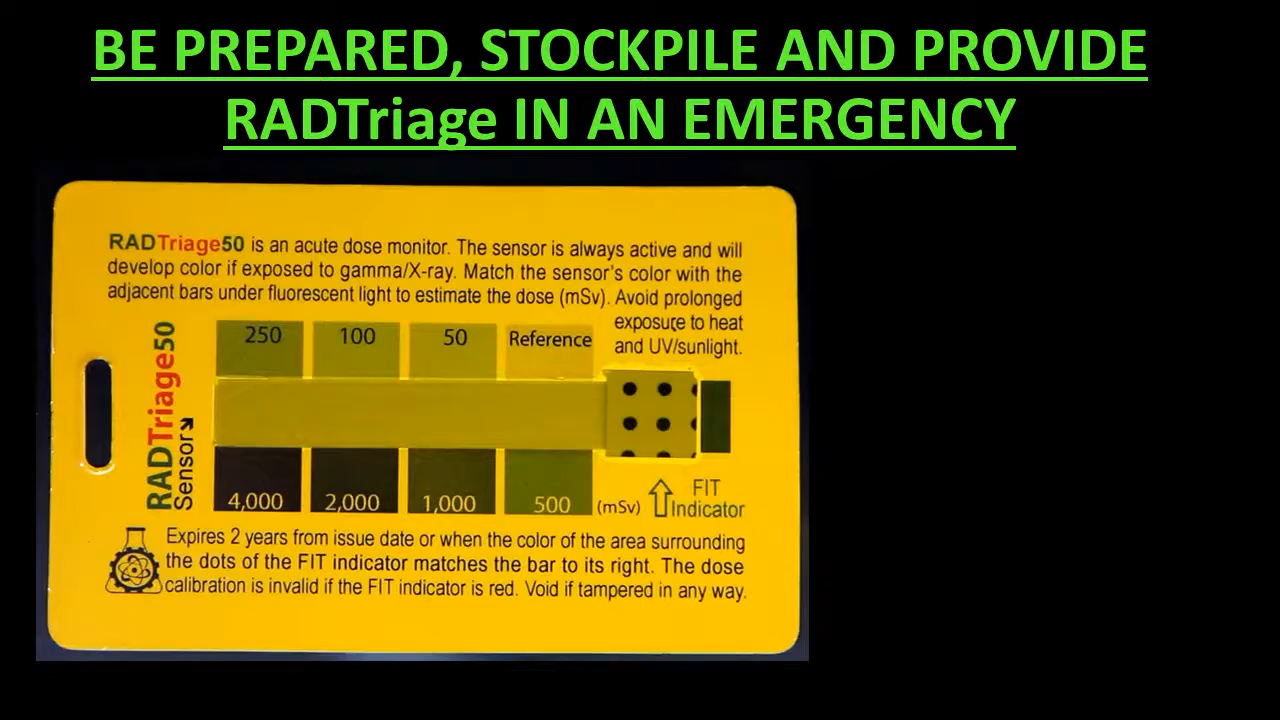 BE PREPARED, STOCKPILE AND PROVIDE
RADTriage IN AN EMERGENCY
RADTriage50 is an acute dose monitor. The sensor is always active and will
develop color if exposed to gamma/X-ray. Match the sensor's color with the
adjacent bars under fluorescent light to estimate the dose (mSv). Avoid prolonged
exposure to heat
and UV/sunlight.
250 100 50 Reference
RADTriage50
Sensor
4,000 2,000 1,000 500 (mSv)
FIT
Indicator
Expires 2 years from issue date or when the color of the area surrounding
the dots of the FIT indicator matches the bar to its right. The dose
calibration is invalid if the FIT indicator is red. Void if tampered in any way.